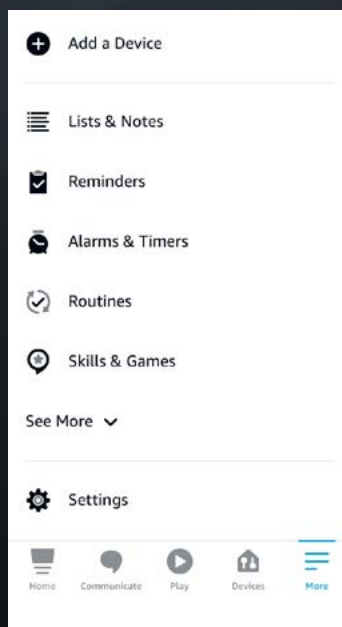 Add a Device
Lists & Notes
Reminders
Alarms & Timers
Routines
Skills & Games
See More
Settings
Home
Communicate
Play
Devices
More